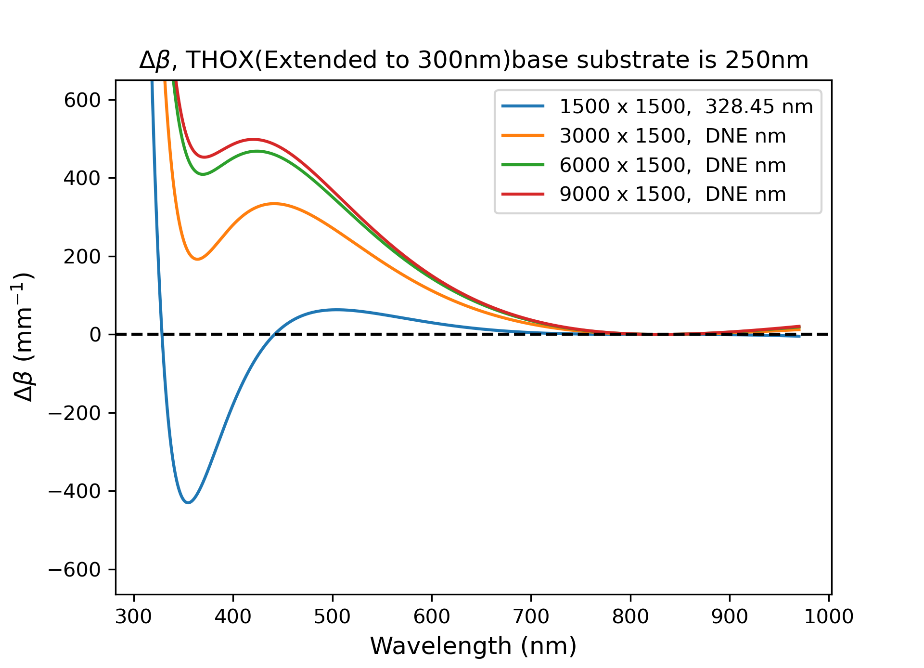 Δβ, THOX(Extended to 300nm)base substrate is 250nm
1500 x 1500,  328.45 nm
3000 x 1500,  DNE nm
6000 x 1500,  DNE nm
9000 x 1500,  DNE nm
600
400
200
0
−200
−400
−600
Δβ (mm⁻¹)
300 400 500 600 700 800 900 1000
Wavelength (nm)